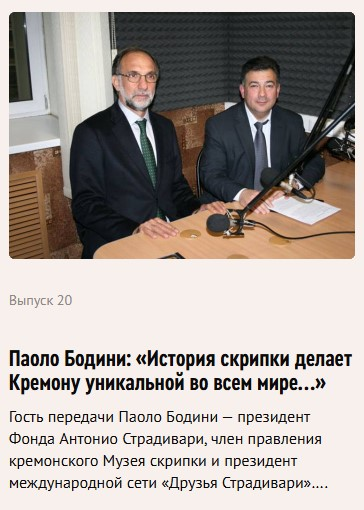 Выпуск 20
Паоло Бодини: «История скрипки делает
Кремону уникальной во всем мире...»
Гость передачи Паоло Бодини — президент
Фонда Антонио Страдивари, член правления
кремонского Музея скрипки и президент
международной сети «Друзья Страдивари»....